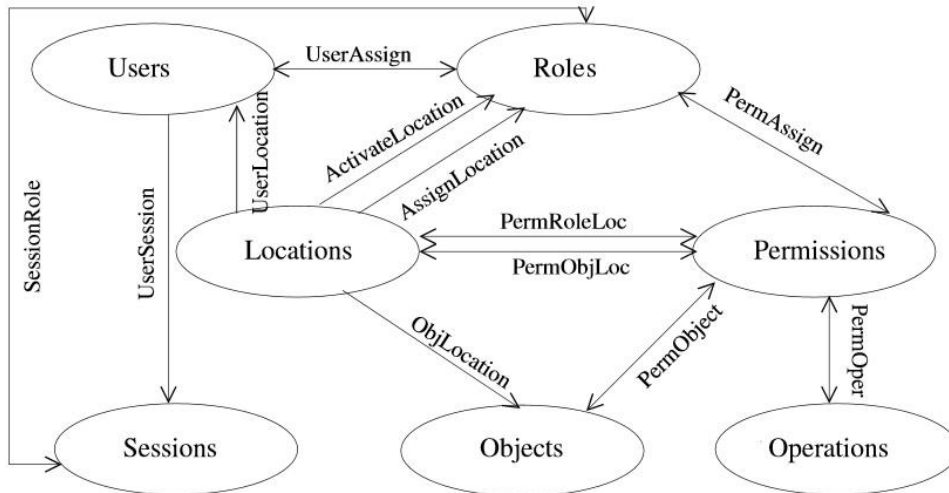 Users
UserAssign
Roles
UserLocation
ActivateLocation
AssignLocation
PermAssign
SessionRole
UserSession
Locations
PermRoleLoc
PermObjLoc
Permissions
ObjLocation
PermObject
PermOper
Sessions
Objects
Operations